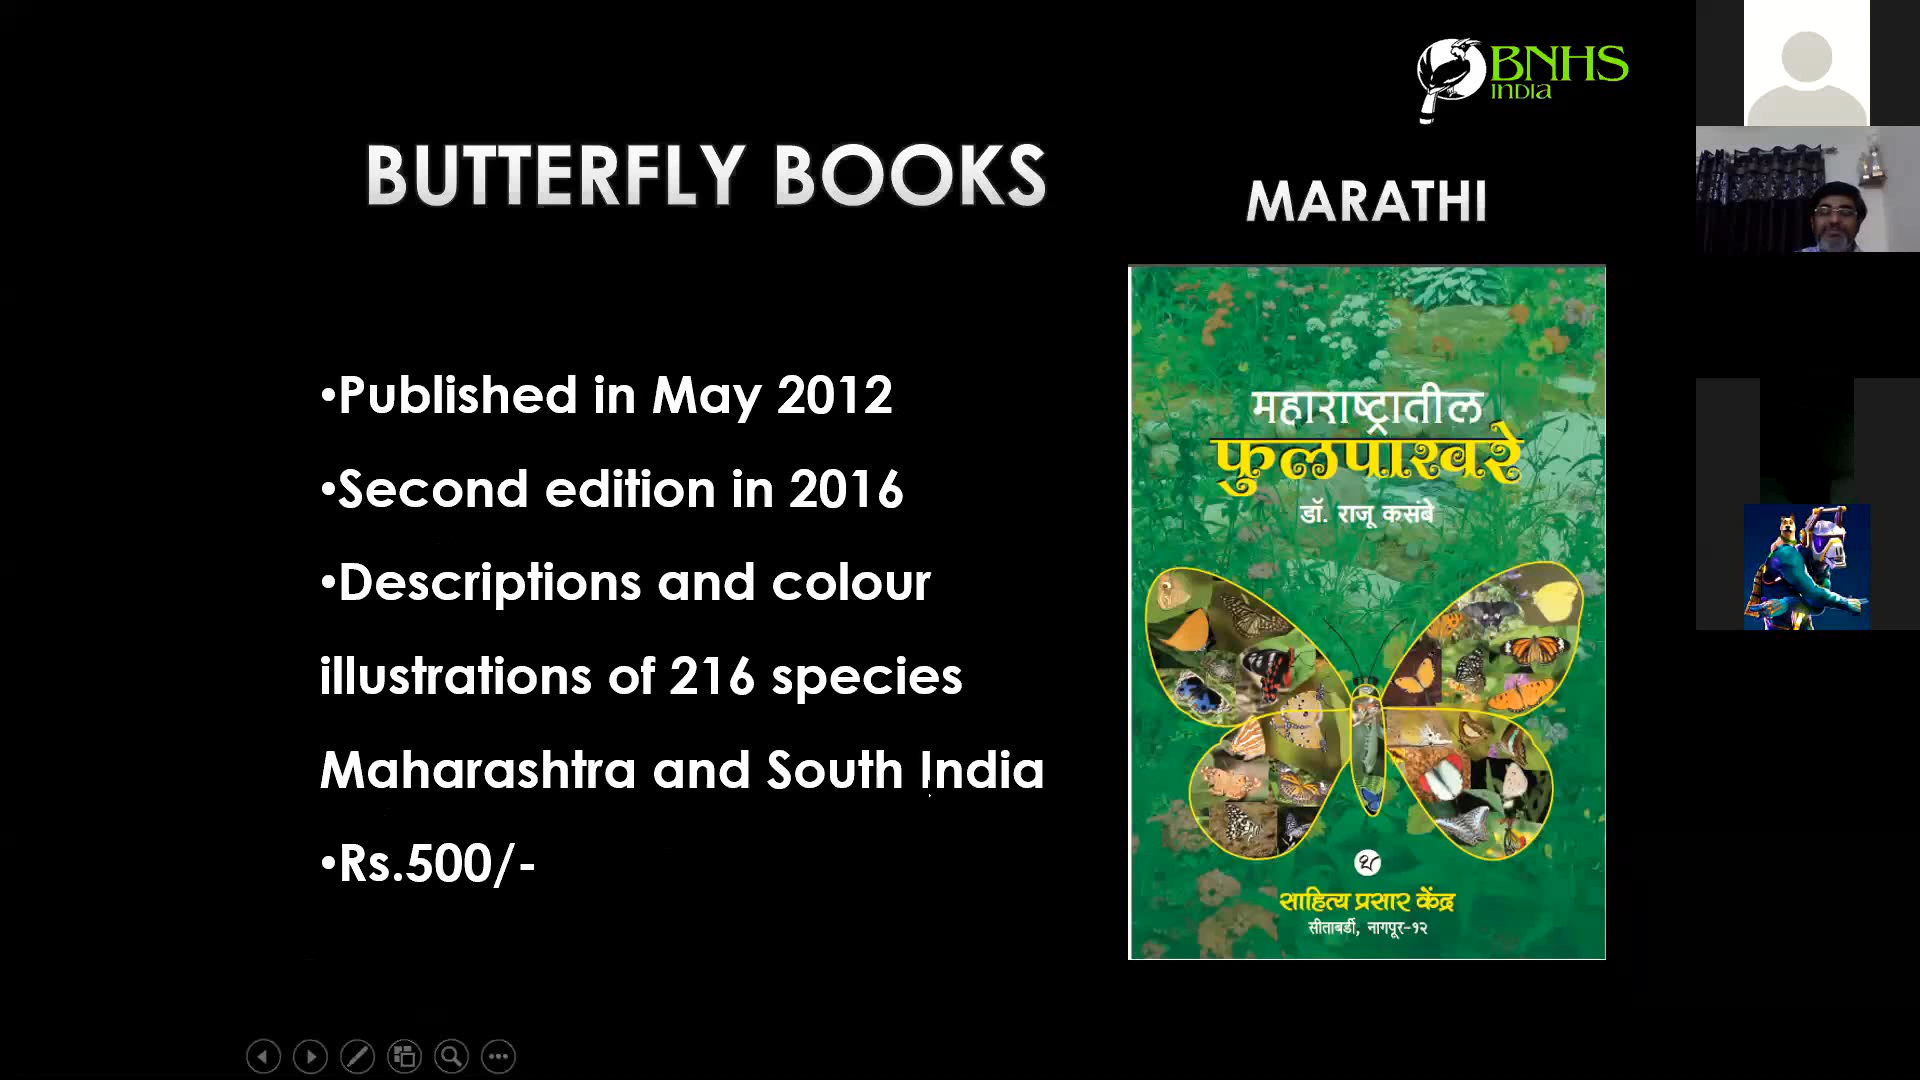 BNHS
INDIA
BUTTERFLY BOOKS
MARATHI
•Published in May 2012
•Second edition in 2016
•Descriptions and colour
illustrations of 216 species
Maharashtra and South India
•Rs.500/-
महाराष्ट्रातील
फुलपाखरे
डॉ. राजू कसंबे
साहित्य प्रसार केंद्र
सीताबर्डी, नागपूर-१२